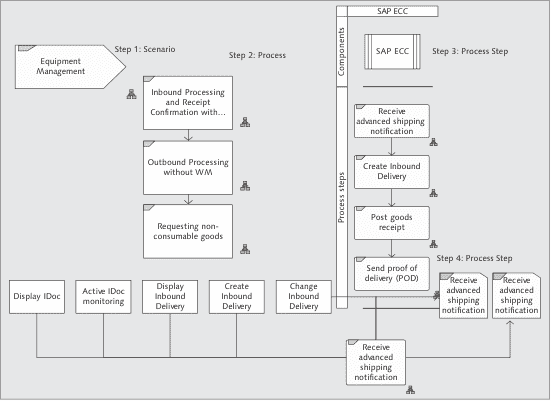 SAP ECC
Components
SAP ECC
Step 3: Process Step
Step 1: Scenario
Step 2: Process
Equipment
Management
Inbound Processing
and Receipt
Confirmation with...
Outbound Processing
without WM
Requesting non-
consumable goods
Process steps
Receive
advanced shipping
notification
Create Inbound
Delivery
Post goods
receipt
Send proof of
delivery (POD)
Step 4: Process Step
Display IDoc
Active IDoc
monitoring
Display
Inbound
Delivery
Create
Inbound
Delivery
Change
Inbound
Delivery
Receive
advanced
shipping
notification
Receive
advanced
shipping
notification
Receive
advanced
shipping
notification